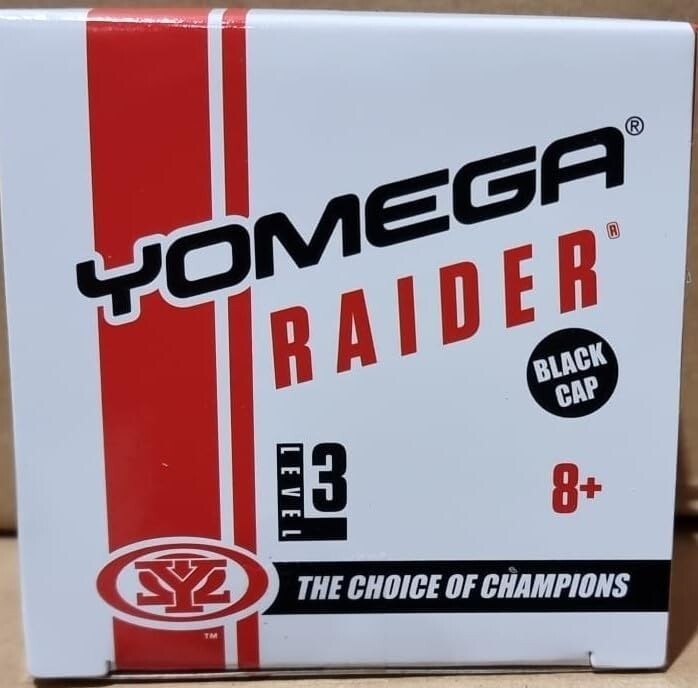 YOMEGA®
RAIDER®
BLACK
CAP
LEVEL 3
8+
THE CHOICE OF CHAMPIONS
TM